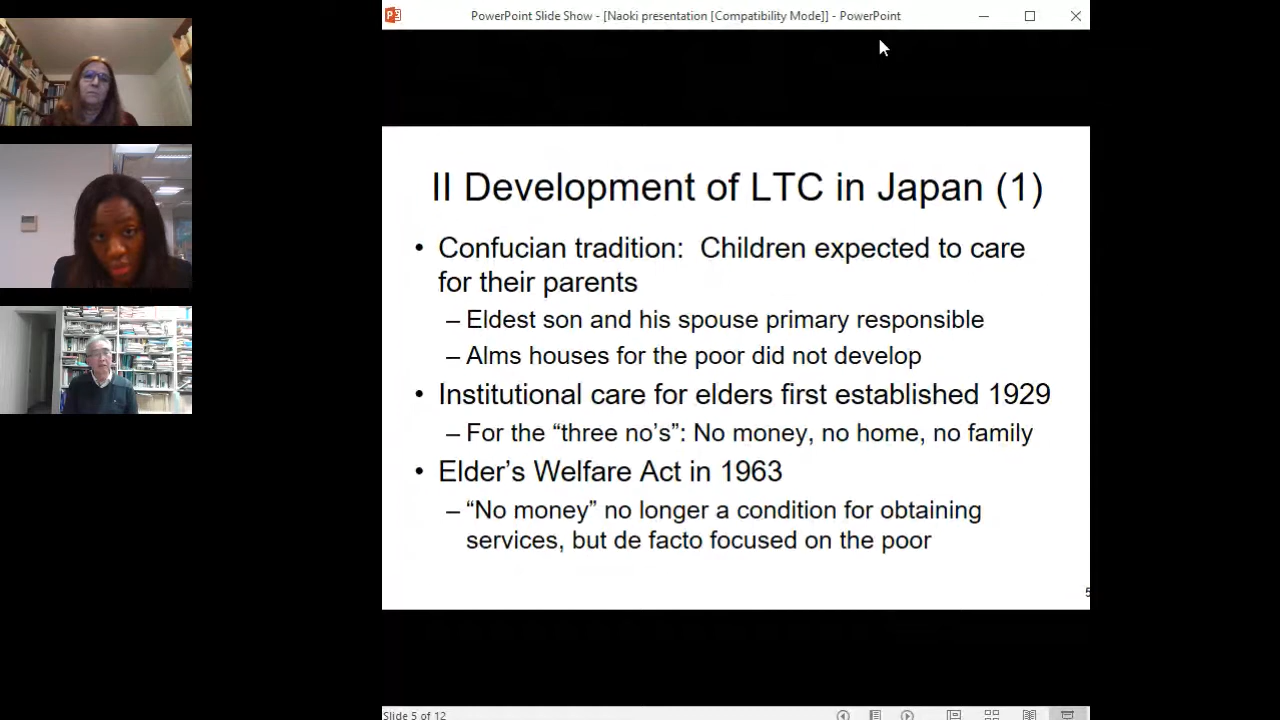 PowerPoint Slide Show - [Naoki presentation [Compatibility Mode]] - PowerPoint
II Development of LTC in Japan (1)
• Confucian tradition: Children expected to care
for their parents
– Eldest son and his spouse primary responsible
– Alms houses for the poor did not develop
• Institutional care for elders first established 1929
– For the “three no’s”: No money, no home, no family
• Elder’s Welfare Act in 1963
– “No money” no longer a condition for obtaining
services, but de facto focused on the poor
5
Slide 5 of 12